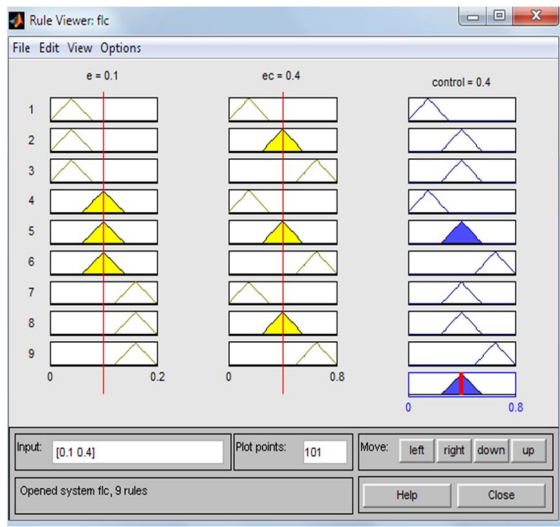 Rule Viewer: flc
File Edit View Options
e = 0.1 ec = 0.4 control = 0.4
1
2
3
4
5
6
7
8
9
0 0.2 0 0.8
0 0.8
Input: [0.1 0.4] Plot points: 101 Move: left right down up
Opened system flc, 9 rules Help Close